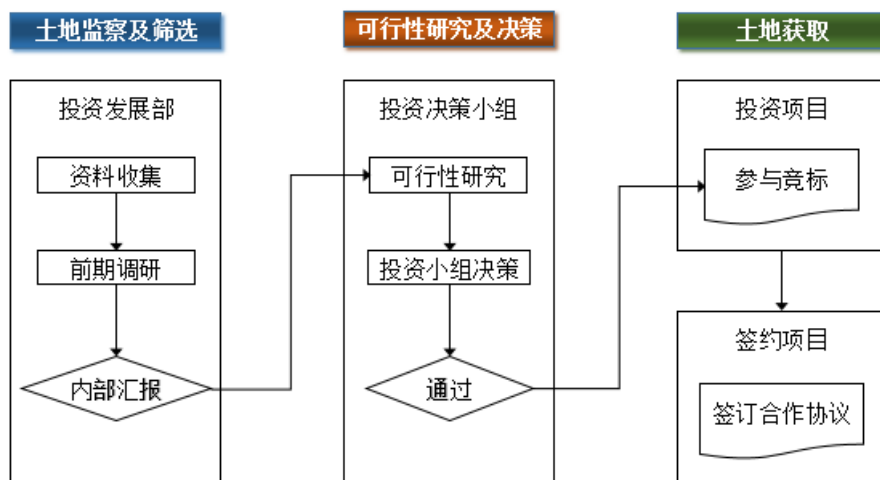 土地监察及筛选
可行性研究及决策
土地获取
投资发展部
资料收集
前期调研
内部汇报
投资决策小组
可行性研究
投资小组决策
通过
投资项目
参与竞标
签约项目
签订合作协议